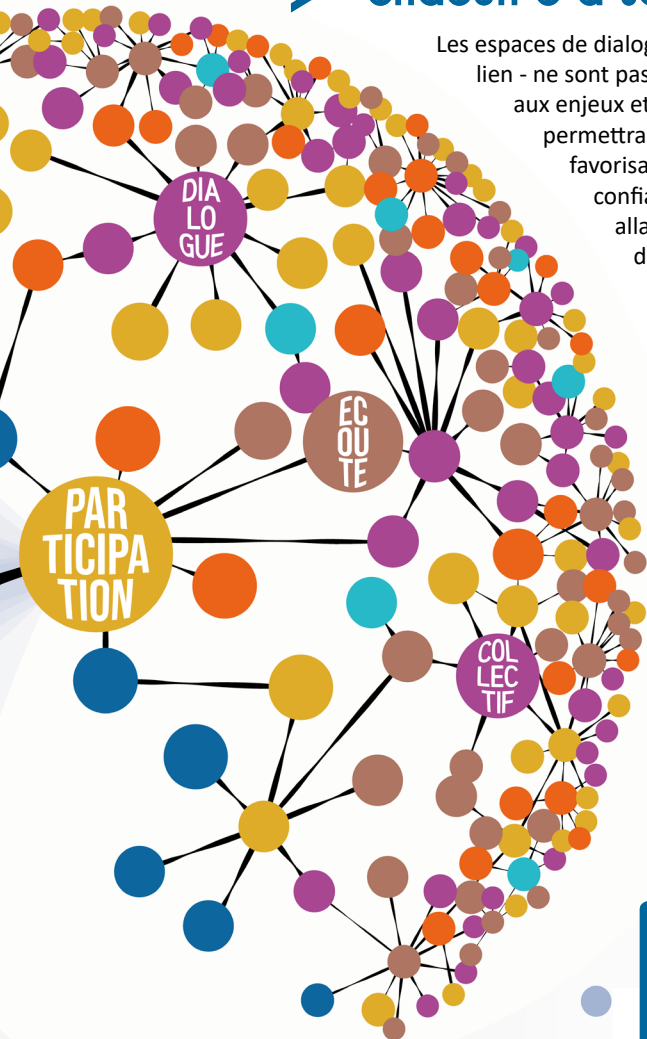 Les espaces de dialog
lien - ne sont pas
aux enjeux et
permettra
favorisa
confia
alla
d
DIA
LO
GUE
EC
OU
TE
PAR
TICIPA
TION
COL
LEC
TIF